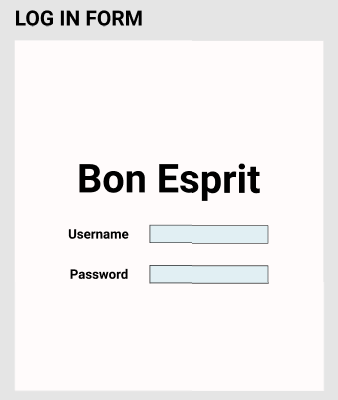 LOG IN FORM
Bon Esprit
Username
Password